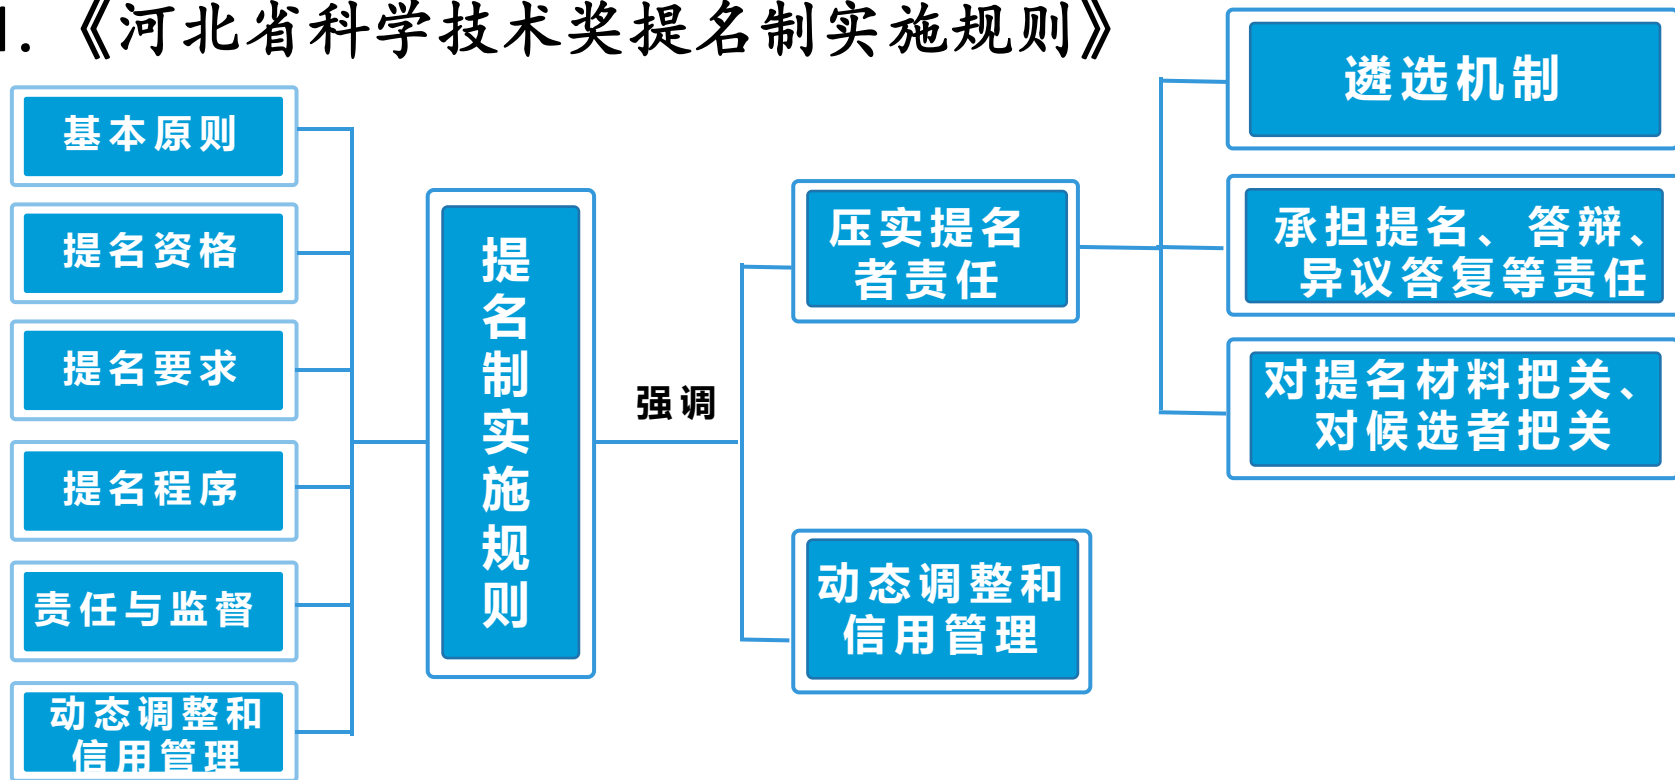 1.《河北省科学技术奖提名制实施规则》
基本原则
提名资格
提名要求
提名程序
责任与监督
动态调整和
信用管理
提名制实施规则
强调
压实提名
者责任
动态调整和
信用管理
遴选机制
承担提名、答辩、
异议答复等责任
对提名材料把关、
对候选者把关